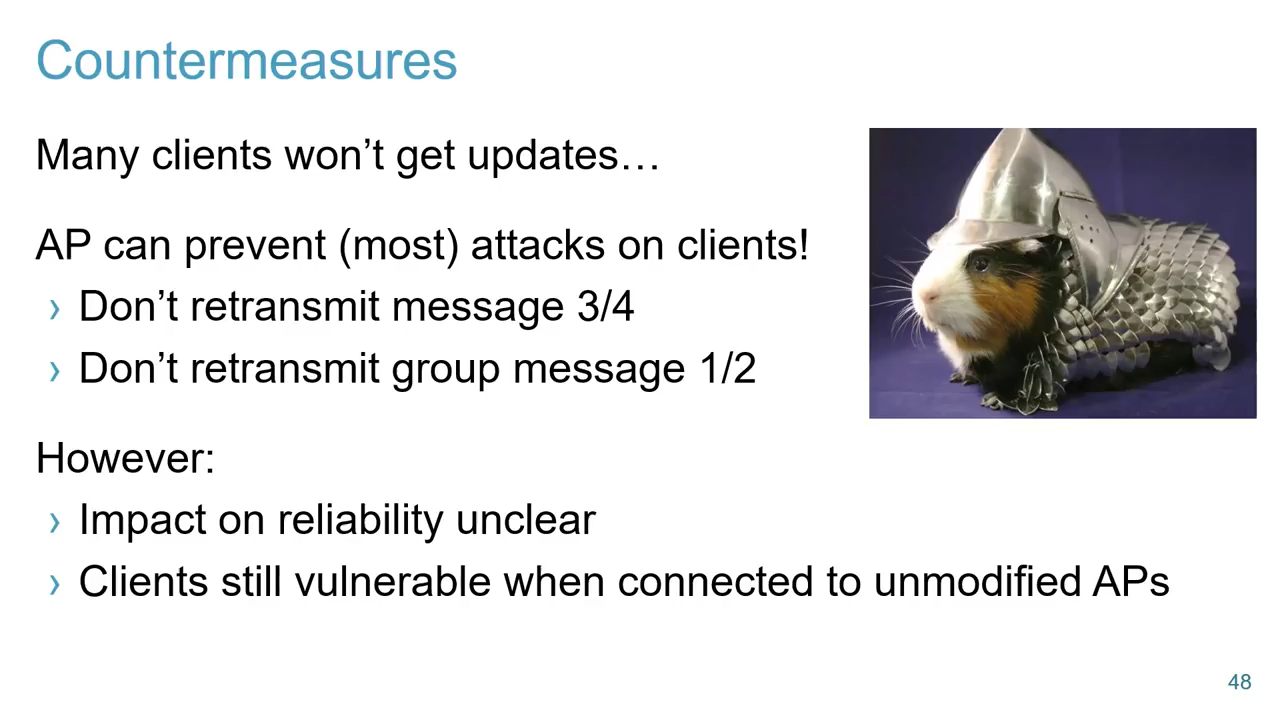 Countermeasures
Many clients won’t get updates…
AP can prevent (most) attacks on clients!
› Don’t retransmit message 3/4
› Don’t retransmit group message 1/2
However:
› Impact on reliability unclear
› Clients still vulnerable when connected to unmodified APs
48